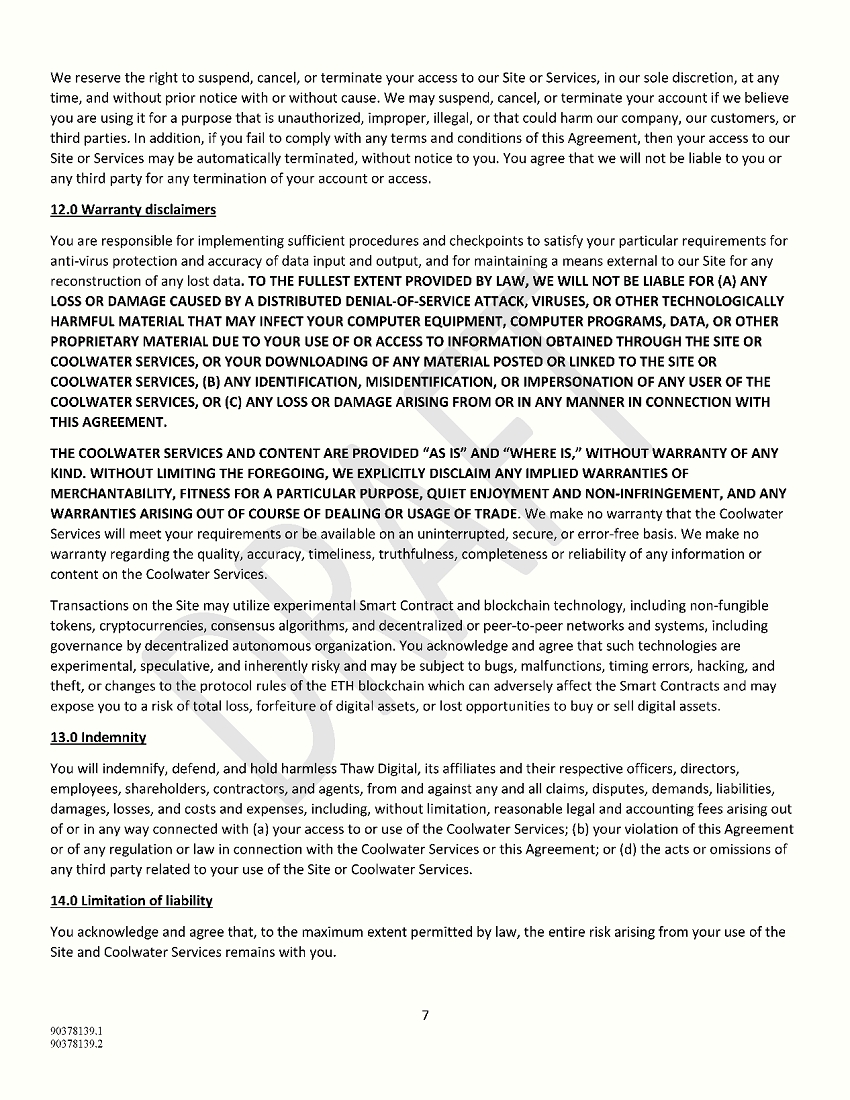 We reserve the right to suspend, cancel, or terminate your access to our Site or Services, in our sole discretion, at any
time, and without prior notice with or without cause. We may suspend, cancel, or terminate your account if we believe
you are using it for a purpose that is unauthorized, improper, illegal, or that could harm our company, our customers, or
third parties. In addition, if you fail to comply with any terms and conditions of this Agreement, then your access to our
Site or Services may be automatically terminated, without notice to you. You agree that we will not be liable to you or
any third party for any termination of your account or access.
12.0 Warranty disclaimers
You are responsible for implementing sufficient procedures and checkpoints to satisfy your particular requirements for
anti-virus protection and accuracy of data input and output, and for maintaining a means external to our Site for any
reconstruction of any lost data. TO THE FULLEST EXTENT PROVIDED BY LAW, WE WILL NOT BE LIABLE FOR (A) ANY
LOSS OR DAMAGE CAUSED BY A DISTRIBUTED DENIAL-OF-SERVICE ATTACK, VIRUSES, OR OTHER TECHNOLOGICALLY
HARMFUL MATERIAL THAT MAY INFECT YOUR COMPUTER EQUIPMENT, COMPUTER PROGRAMS, DATA, OR OTHER
PROPRIETARY MATERIAL DUE TO YOUR USE OF OR ACCESS TO INFORMATION OBTAINED THROUGH THE SITE OR
COOLWATER SERVICES, OR YOUR DOWNLOADING OF ANY MATERIAL POSTED OR LINKED TO THE SITE OR
COOLWATER SERVICES, (B) ANY IDENTIFICATION, MISIDENTIFICATION, OR IMPERSONATION OF ANY USER OF THE
COOLWATER SERVICES, OR (C) ANY LOSS OR DAMAGE ARISING FROM OR IN ANY MANNER IN CONNECTION WITH
THIS AGREEMENT.
THE COOLWATER SERVICES AND CONTENT ARE PROVIDED “AS IS” AND “WHERE IS,” WITHOUT WARRANTY OF ANY
KIND. WITHOUT LIMITING THE FOREGOING, WE EXPLICITLY DISCLAIM ANY IMPLIED WARRANTIES OF
MERCHANTABILITY, FITNESS FOR A PARTICULAR PURPOSE, QUIET ENJOYMENT AND NON-INFRINGEMENT, AND ANY
WARRANTIES ARISING OUT OF COURSE OF DEALING OR USAGE OF TRADE. We make no warranty that the Coolwater
Services will meet your requirements or be available on an uninterrupted, secure, or error-free basis. We make no
warranty regarding the quality, accuracy, timeliness, truthfulness, completeness or reliability of any information or
content on the Coolwater Services.
Transactions on the Site may utilize experimental Smart Contract and blockchain technology, including non-fungible
tokens, cryptocurrencies, consensus algorithms, and decentralized or peer-to-peer networks and systems, including
governance by decentralized autonomous organization. You acknowledge and agree that such technologies are
experimental, speculative, and inherently risky and may be subject to bugs, malfunctions, timing errors, hacking, and
theft, or changes to the protocol rules of the ETH blockchain which can adversely affect the Smart Contracts and may
expose you to a risk of total loss, forfeiture of digital assets, or lost opportunities to buy or sell digital assets.
13.0 Indemnity
You will indemnify, defend, and hold harmless Thaw Digital, its affiliates and their respective officers, directors,
employees, shareholders, contractors, and agents, from and against any and all claims, disputes, demands, liabilities,
damages, losses, and costs and expenses, including, without limitation, reasonable legal and accounting fees arising out
of or in any way connected with (a) your access to or use of the Coolwater Services; (b) your violation of this Agreement
or of any regulation or law in connection with the Coolwater Services or this Agreement; or (d) the acts or omissions of
any third party related to your use of the Site or Coolwater Services.
14.0 Limitation of liability
You acknowledge and agree that, to the maximum extent permitted by law, the entire risk arising from your use of the
Site and Coolwater Services remains with you.
7
90378139.1
90378139.2
DRAFT